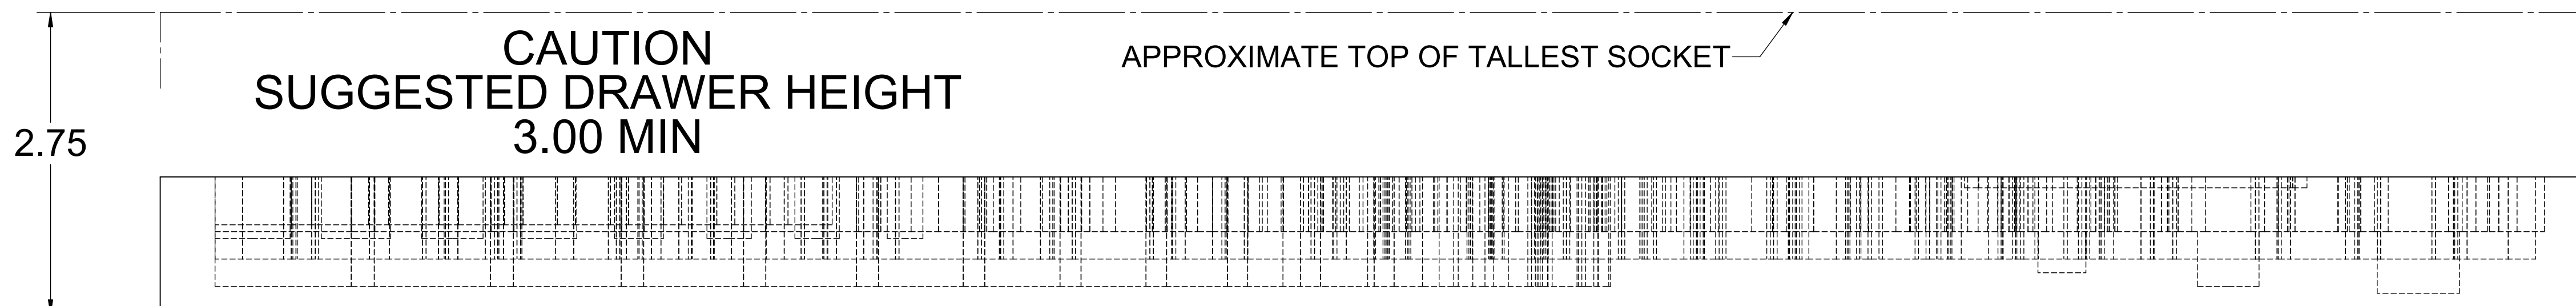 CAUTION
SUGGESTED DRAWER HEIGHT
3.00 MIN
APPROXIMATE TOP OF TALLEST SOCKET
2.75